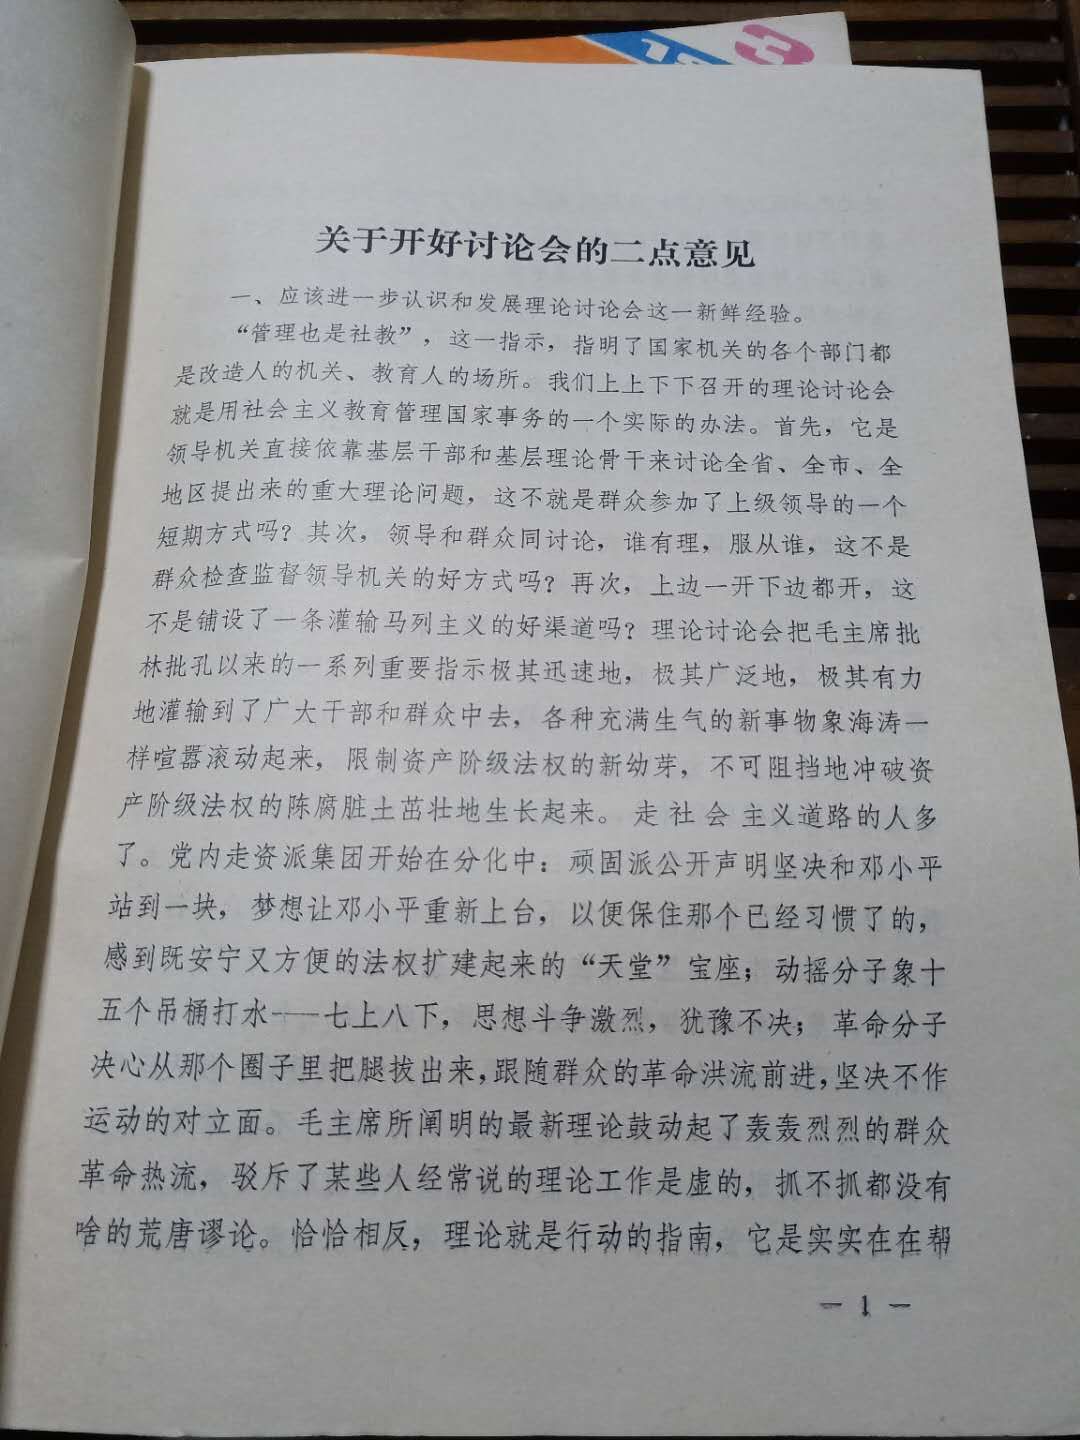 关于开好讨论会的二点意见
一、应该进一步认识和发展理论讨论会这一新鲜经验。
“管理也是社教”，这一指示，指明了国家机关的各个部门都
是改造人的机关、教育人的场所。我们上上下下召开的理论讨论会
就是用社会主义教育管理国家事务的一个实际的办法。首先，它是
领导机关直接依靠基层干部和基层理论骨干来讨论全省、全市、全
地区提出来的重大理论问题，这不就是群众参加了上级领导的一个
短期方式吗？其次，领导和群众同讨论，谁有理，服从谁，这不是
群众检查监督领导机关的好方式吗？再次，上边一开下边都开，这
不是铺设了一条灌输马列主义的好渠道吗？理论讨论会把毛主席批
林批孔以来的一系列重要指示极其迅速地，极其广泛地，极其有力
地灌输到了广大干部和群众中去，各种充满生气的新事物象海涛一
样喧嚣滚动起来，限制资产阶级法权的新幼芽，不可阻挡地冲破资
产阶级法权的陈腐脏土茁壮地生长起来。走社会主义道路的人多
了。党内走资派集团开始在分化中：顽固派公开声明坚决和邓小平
站到一块，梦想让邓小平重新上台，以便保住那个已经习惯了的，
感到既安宁又方便的法权扩建起来的“天堂”宝座；动摇分子象十
五个吊桶打水——七上八下，思想斗争激烈，犹豫不决；革命分子
决心从那个圈子里把腿拔出来，跟随群众的革命洪流前进，坚决不作
运动的对立面。毛主席所阐明的最新理论鼓动起了轰轰烈烈的群众
革命热流，驳斥了某些人经常说的理论工作是虚的，抓不抓都没有
啥的荒唐谬论。恰恰相反，理论就是行动的指南，它是实实在在帮
— 1 —